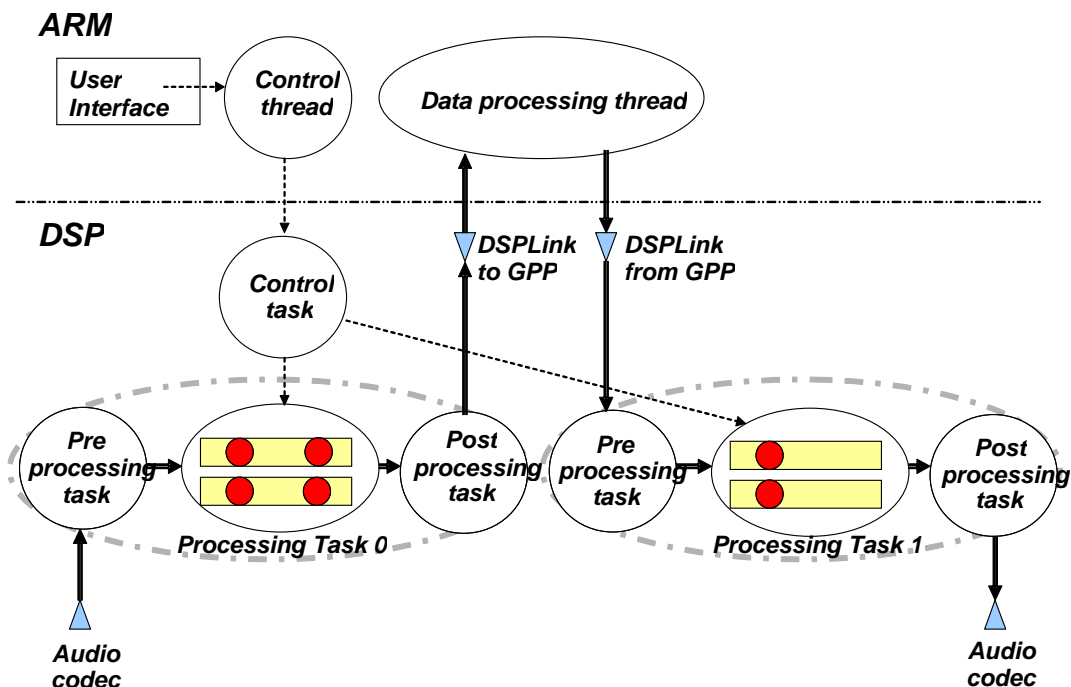 ARM
User
Interface
Control
thread
Data processing thread
DSP
DSPLink
to GPP
DSPLink
from GPP
Control
task
Pre
processing
task
Post
processing
task
Pre
processing
task
Post
processing
task
Processing Task 0
Processing Task 1
Audio
codec
Audio
codec